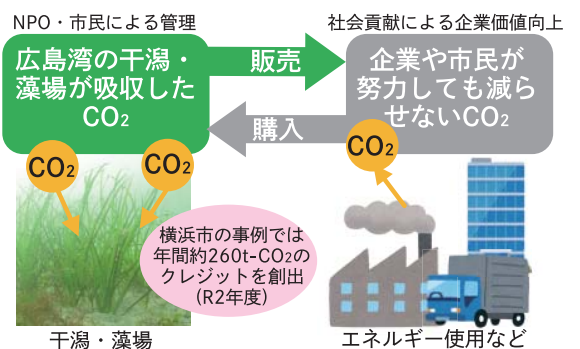 NPO・市民による管理
広島湾の干潟・
藻場が吸収した
CO₂
販売
購入
社会貢献による企業価値向上
企業や市民が
努力しても減ら
せないCO₂
CO₂
CO₂
CO₂
横浜市の事例では
年間約260t-CO₂の
クレジットを創出
(R2年度)
干潟・藻場
エネルギー使用など